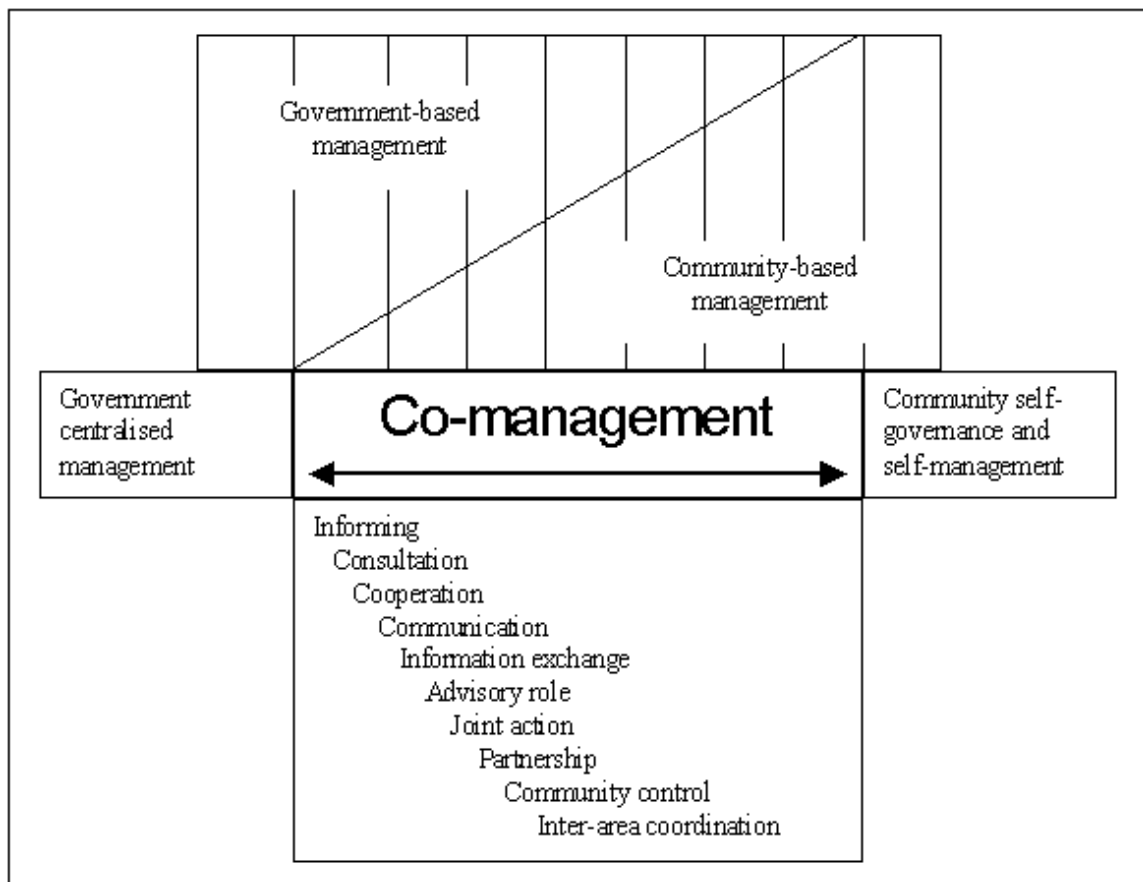 Government-based
management
Community-based
management
Government
centralised
management
Co-management
Community self-
governance and
self-management
Informing
Consultation
Cooperation
Communication
Information exchange
Advisory role
Joint action
Partnership
Community control
Inter-area coordination